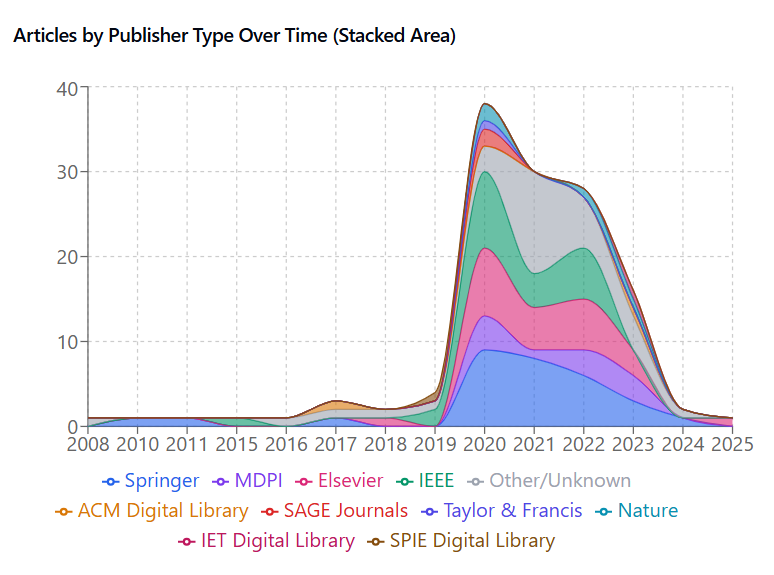 Articles by Publisher Type Over Time (Stacked Area)
40
30
20
10
0
2008 2010 2011 2015 2016 2017 2018 2019 2020 2021 2022 2023 2024 2025
Springer MDPI Elsevier IEEE Other/Unknown
ACM Digital Library SAGE Journals Taylor & Francis Nature
IET Digital Library SPIE Digital Library